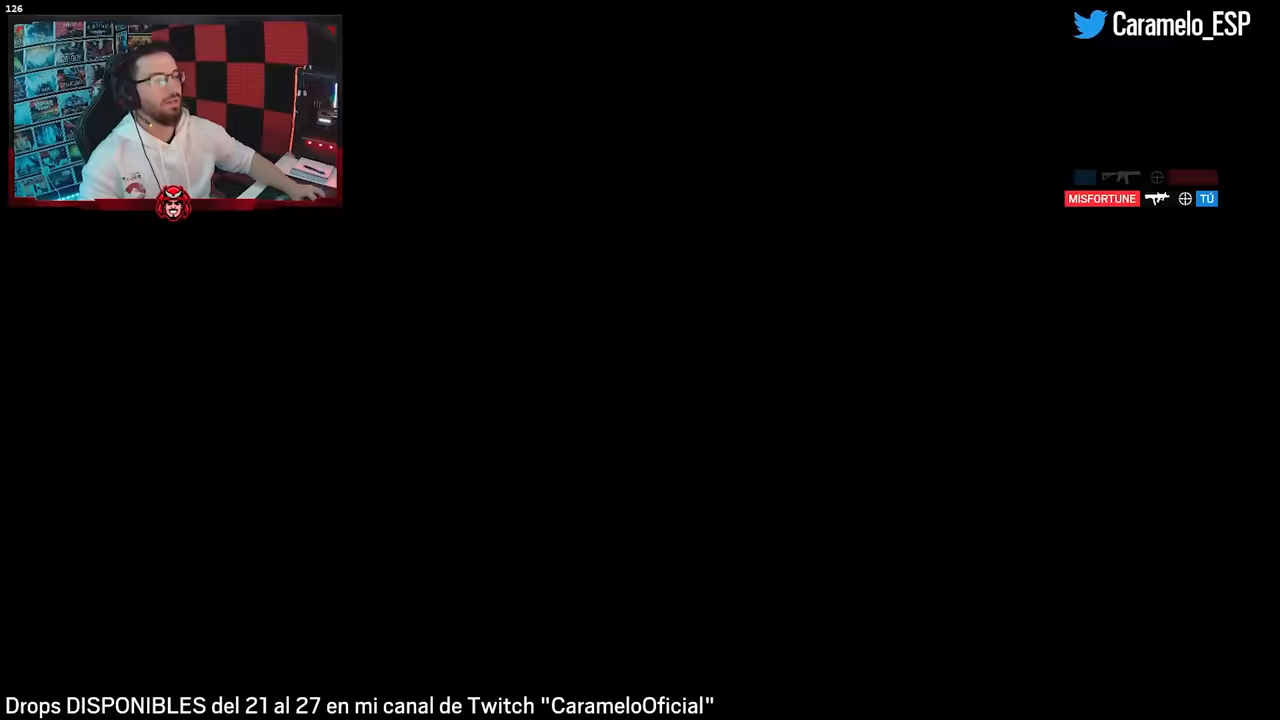 126
Caramelo_ESP
MISFORTUNE TÚ
Drops DISPONIBLES del 21 al 27 en mi canal de Twitch "CarameloOficial"